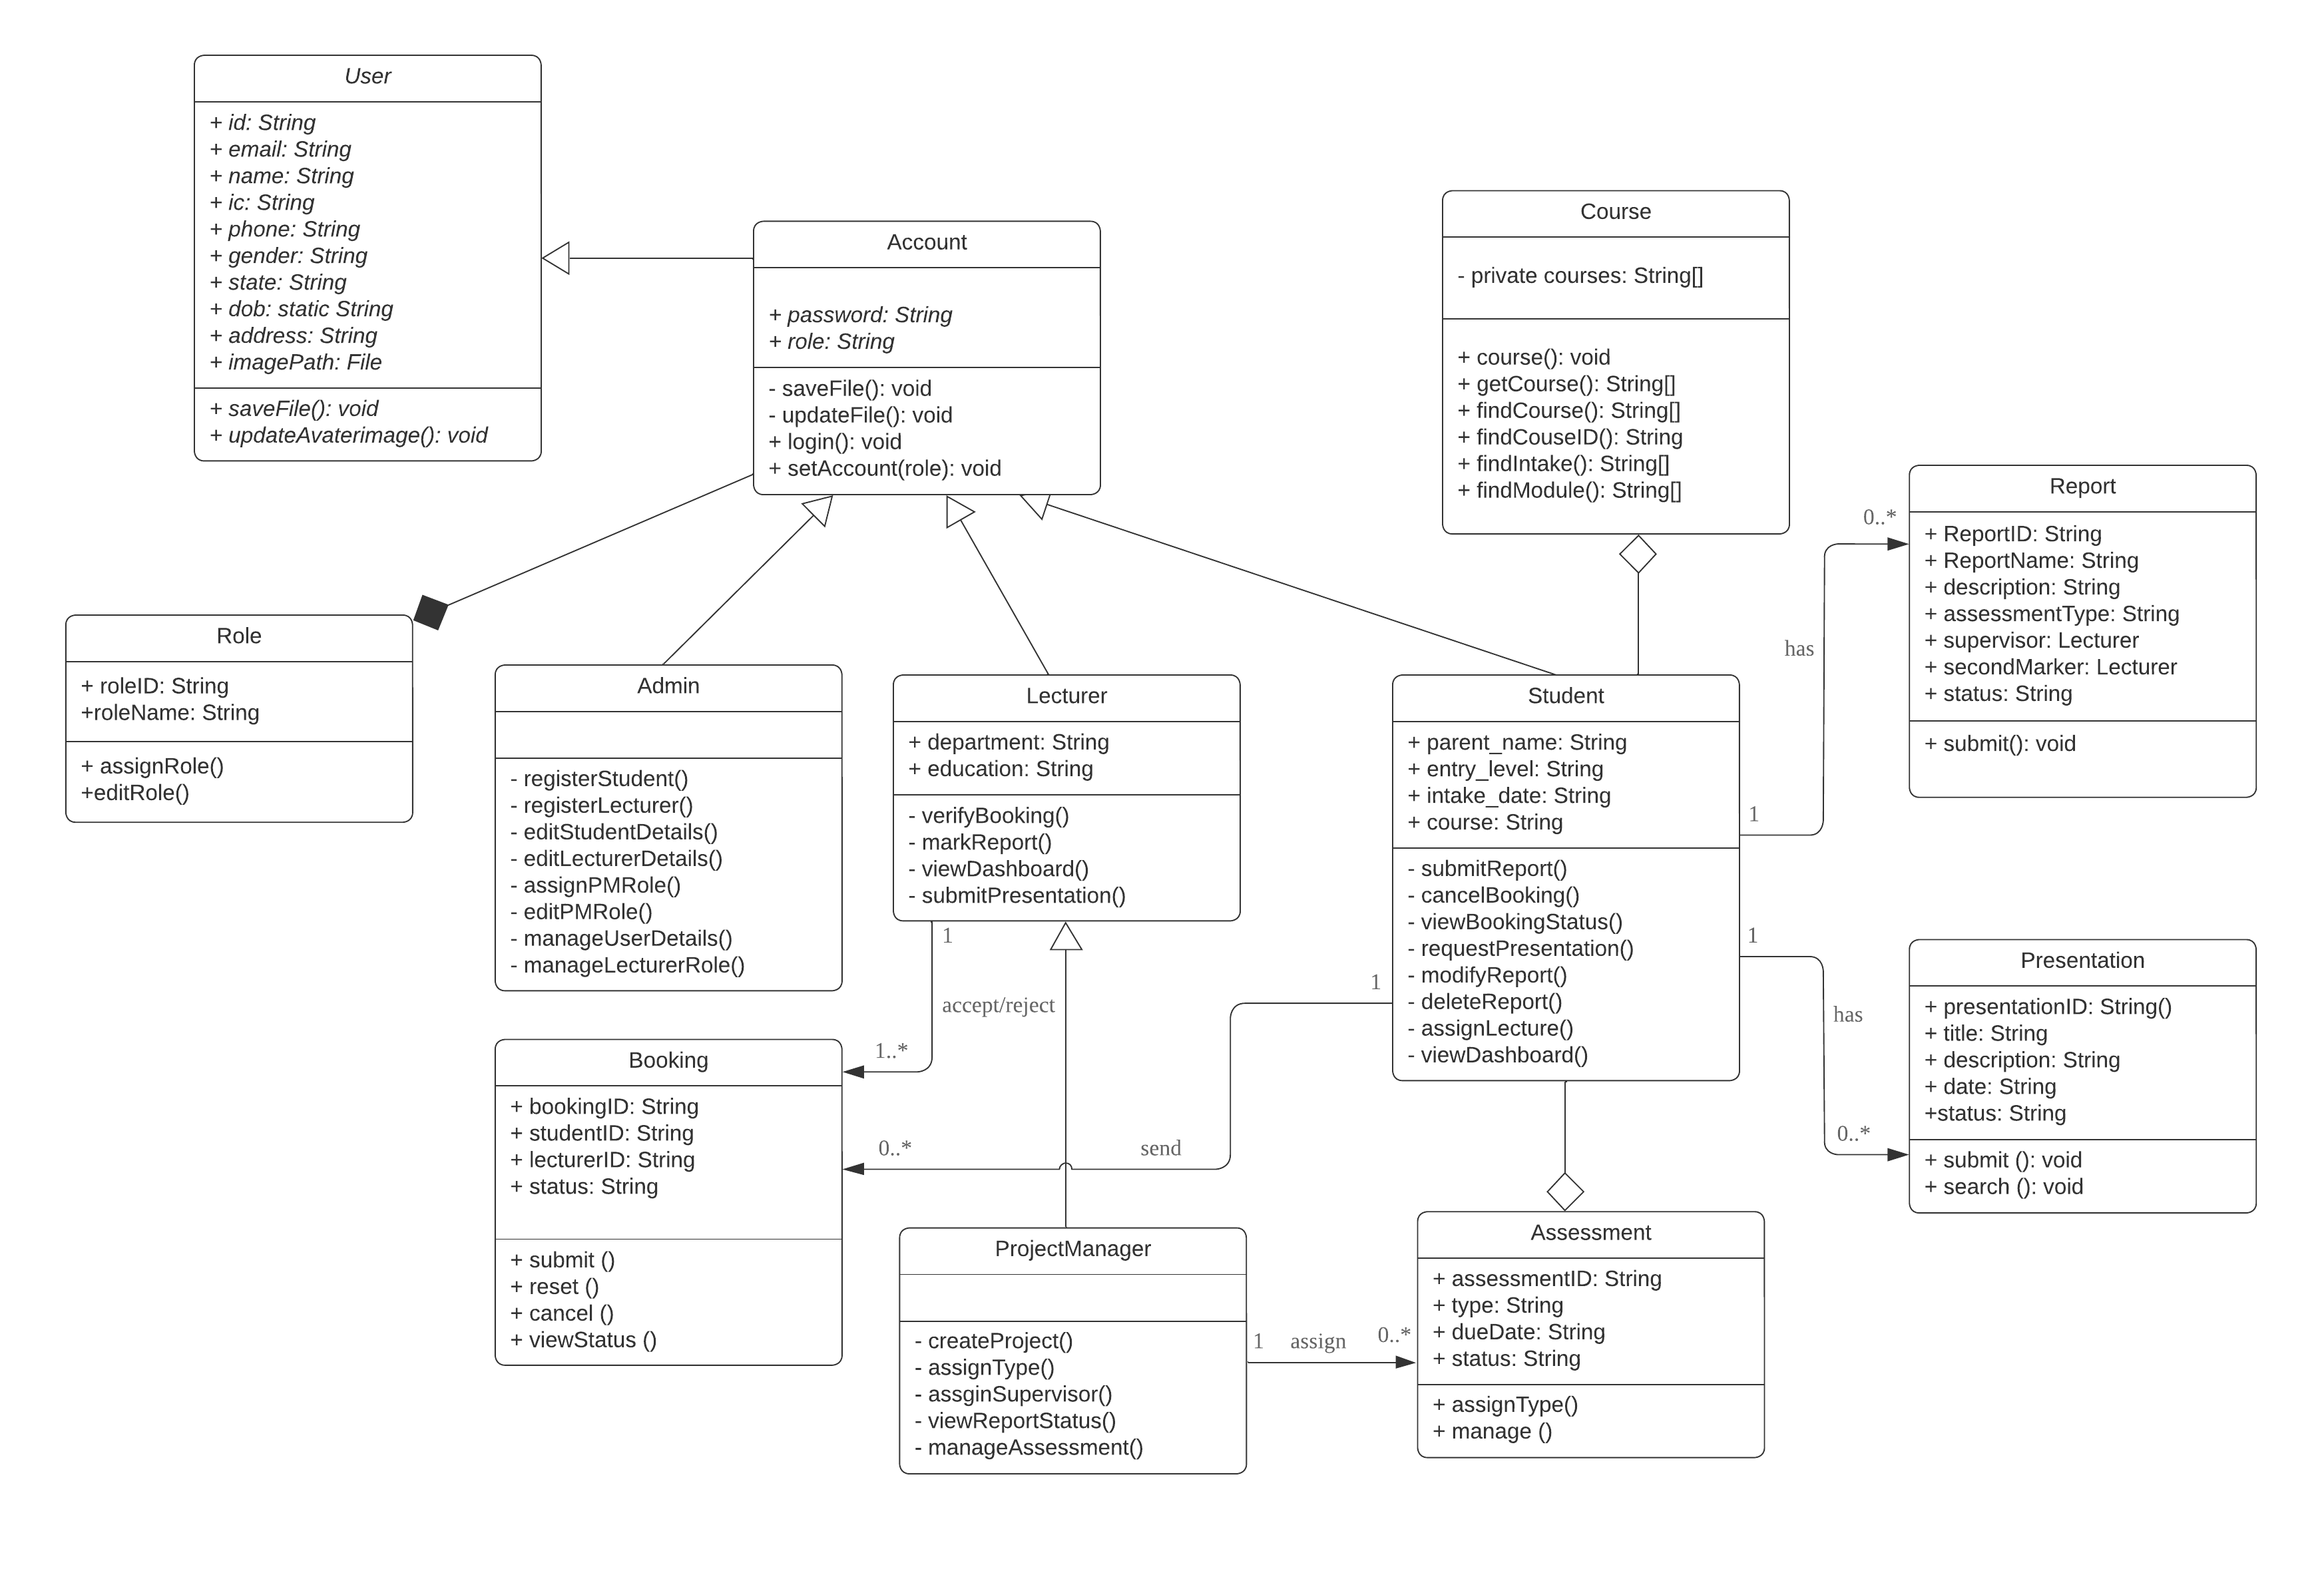 User
+ id: String
+ email: String
+ name: String
+ ic: String
+ phone: String
+ gender: String
+ state: String
+ dob: static String
+ address: String
+ imagePath: File
+ saveFile(): void
+ updateAvaterimage(): void
Account
+ password: String
+ role: String
- saveFile(): void
- updateFile(): void
+ login(): void
+ setAccount(role): void
Course
- private courses: String[]
+ course(): void
+ getCourse(): String[]
+ findCourse(): String[]
+ findCouseID(): String
+ findIntake(): String[]
+ findModule(): String[]
Report
+ ReportID: String
+ ReportName: String
+ description: String
+ assessmentType: String
+ supervisor: Lecturer
+ secondMarker: Lecturer
+ status: String
+ submit(): void
0..*
has
1
Role
+ roleID: String
+roleName: String
+ assignRole()
+editRole()
Admin
- registerStudent()
- registerLecturer()
- editStudentDetails()
- editLecturerDetails()
- assignPMRole()
- editPMRole()
- manageUserDetails()
- manageLecturerRole()
Lecturer
+ department: String
+ education: String
- verifyBooking()
- markReport()
- viewDashboard()
- submitPresentation()
Student
+ parent_name: String
+ entry_level: String
+ intake_date: String
+ course: String
- submitReport()
- cancelBooking()
- viewBookingStatus()
- requestPresentation()
- modifyReport()
- deleteReport()
- assignLecture()
- viewDashboard()
1
has
0..*
Presentation
+ presentationID: String()
+ title: String
+ description: String
+ date: String
+status: String
+ submit (): void
+ search (): void
1
accept/reject
1..*
1
send
0..*
Booking
+ bookingID: String
+ studentID: String
+ lecturerID: String
+ status: String
+ submit ()
+ reset ()
+ cancel ()
+ viewStatus ()
ProjectManager
- createProject()
- assignType()
- assginSupervisor()
- viewReportStatus()
- manageAssessment()
1
assign
0..*
Assessment
+ assessmentID: String
+ type: String
+ dueDate: String
+ status: String
+ assignType()
+ manage ()